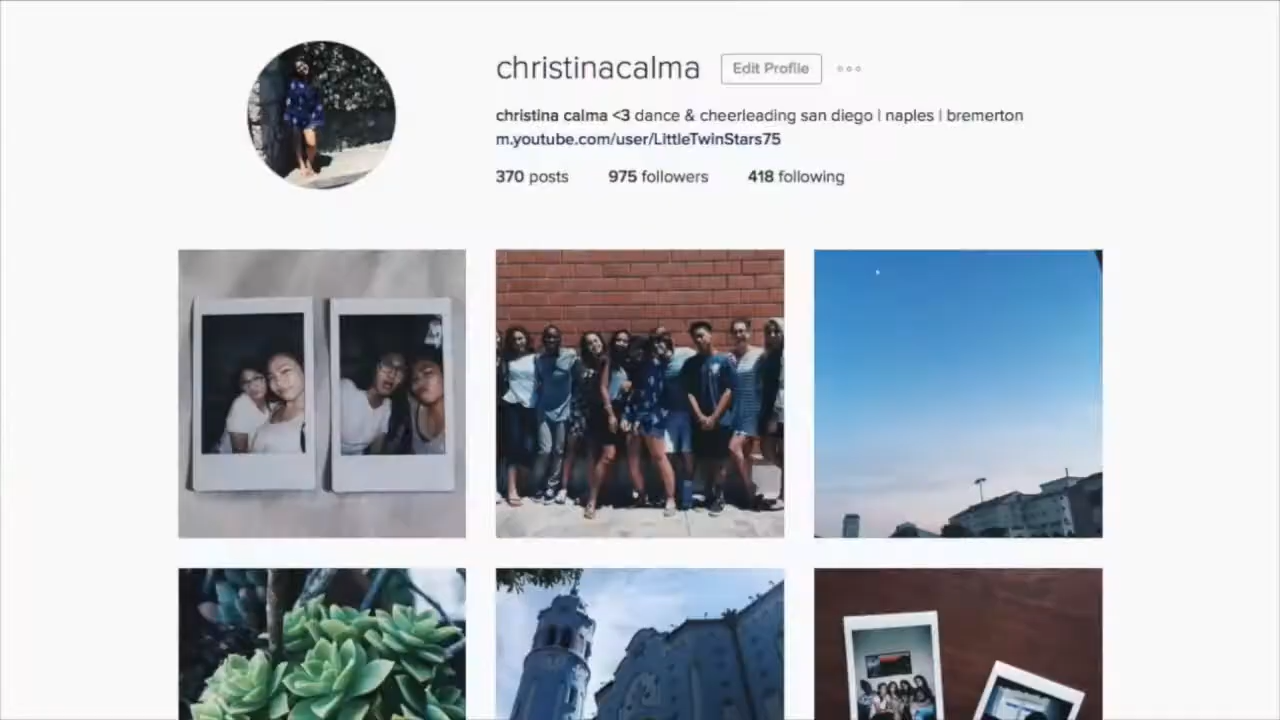 christinacalma Edit Profile
christina calma <3 dance & cheerleading san diego | naples | bremerton
m.youtube.com/user/LittleTwinStars75
370 posts 975 followers 418 following